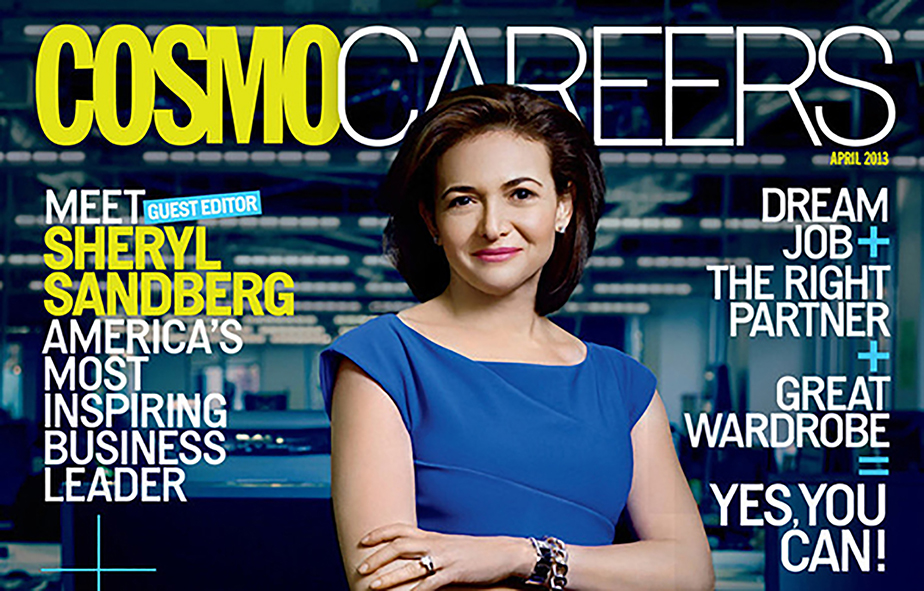 COSMOCAREERS
APRIL 2013
MEET GUEST EDITOR
SHERYL
SANDBERG
AMERICA'S
MOST
INSPIRING
BUSINESS
LEADER
DREAM
JOB+
THE RIGHT
PARTNER
+
GREAT
WARDROBE
=
YES, YOU
CAN!